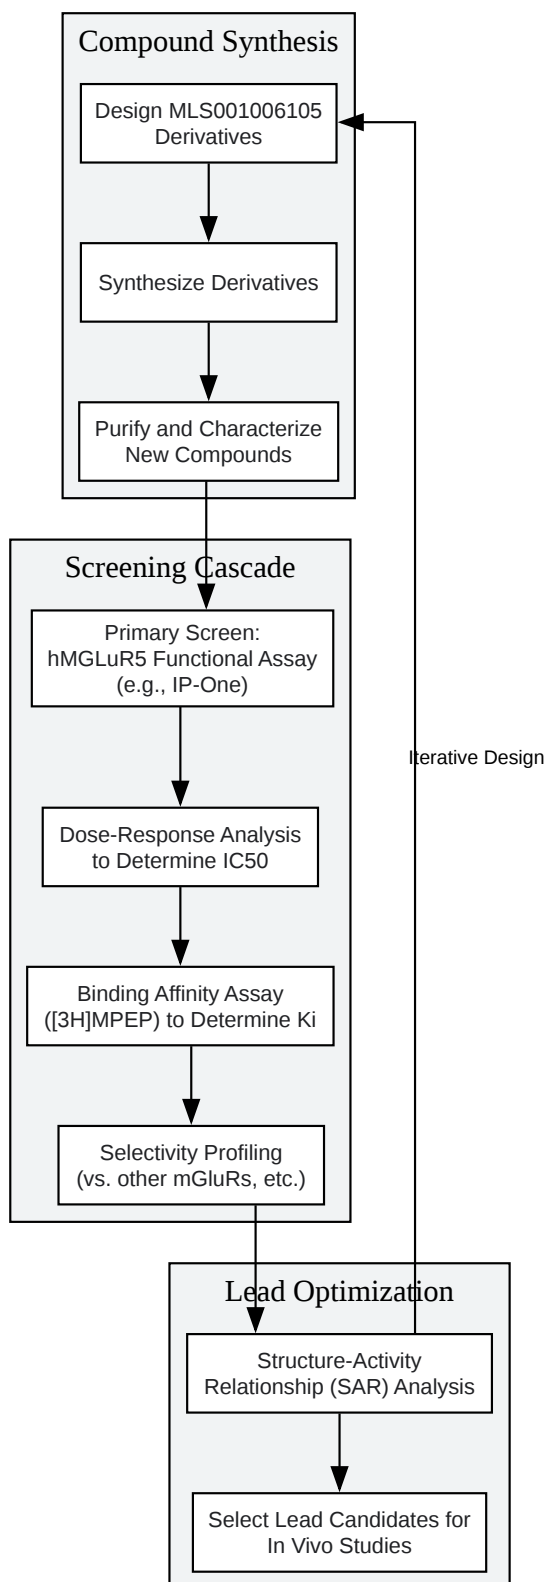 Compound Synthesis
Design MLS001006105
Derivatives
Synthesize Derivatives
Purify and Characterize
New Compounds
Screening Cascade
Primary Screen:
hMGLuR5 Functional Assay
(e.g., IP-One)
Iterative Design
Dose-Response Analysis
to Determine IC50
Binding Affinity Assay
([3H]MPEP) to Determine Ki
Selectivity Profiling
(vs. other mGluRs, etc.)
Lead Optimization
Structure-Activity
Relationship (SAR) Analysis
Select Lead Candidates for
In Vivo Studies